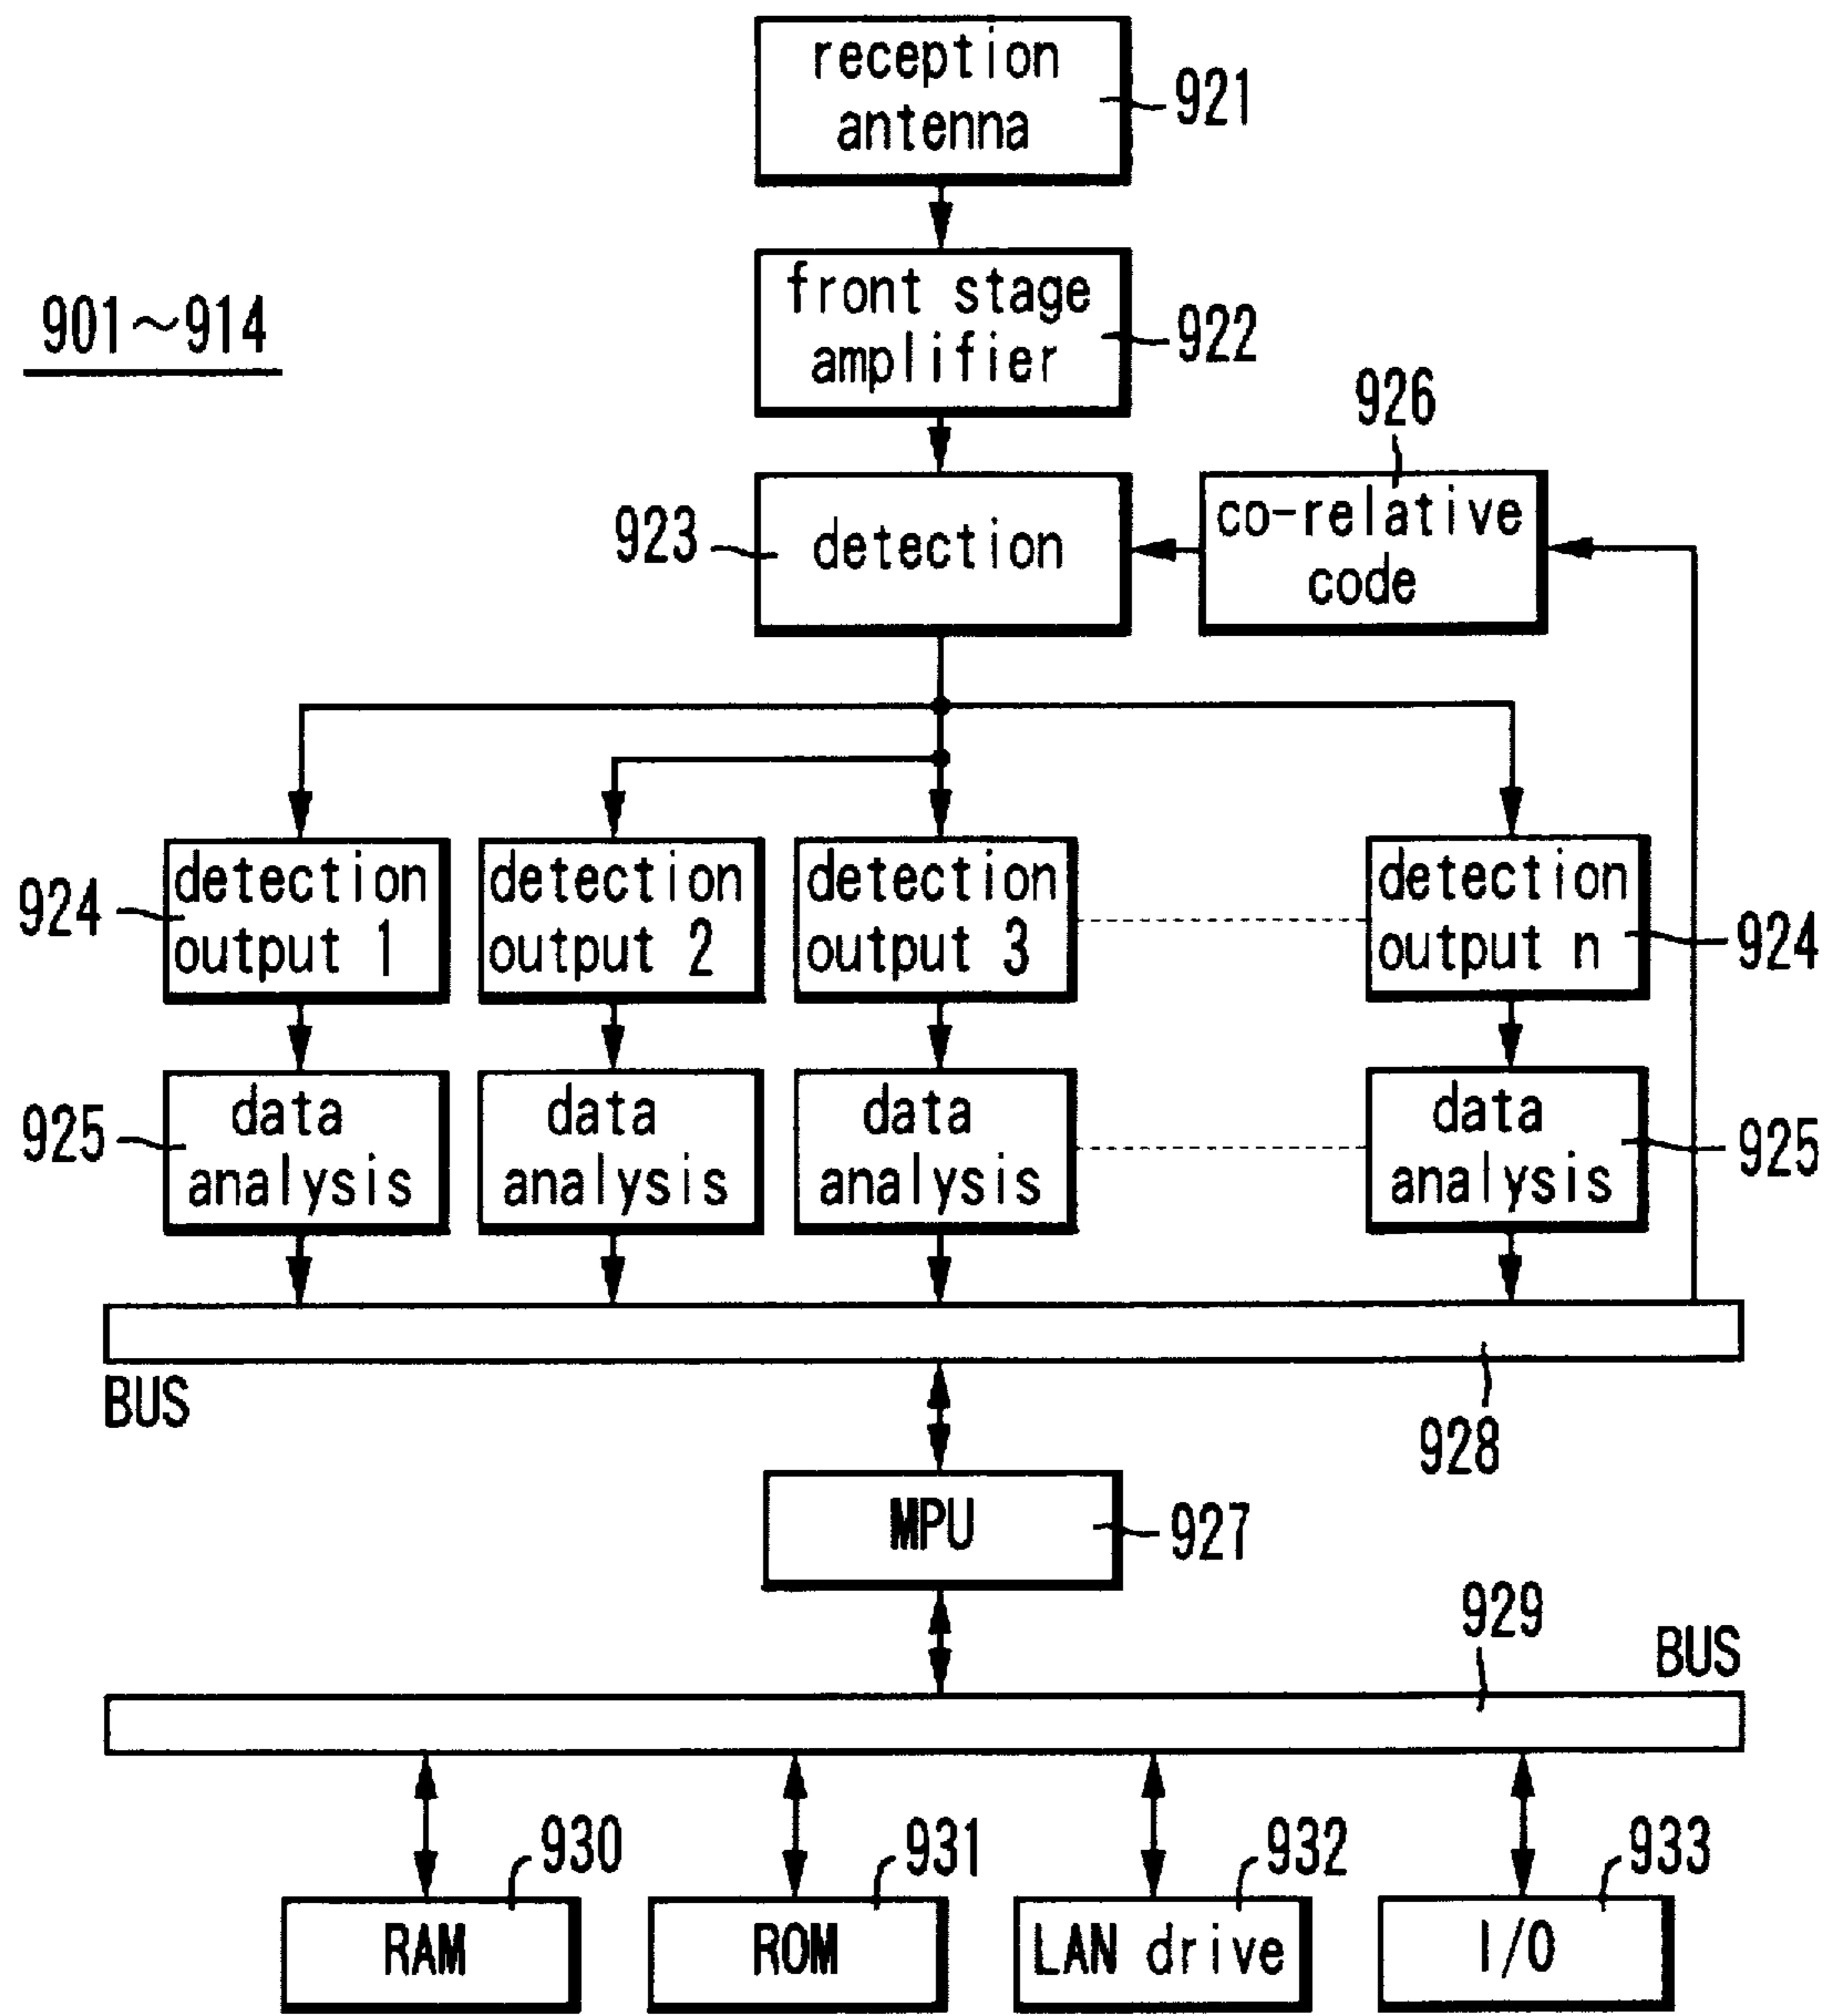 reception
antenna
921
901~914
front stage
amplifier
922
926
923
detection
co-relative
code
924
detection
output 1
detection
output 2
detection
output 3
detection
output n
924
925
data
analysis
data
analysis
data
analysis
data
analysis
925
BUS
928
MPU
927
929
BUS
930
931
932
933
RAM
ROM
LAN drive
I/O